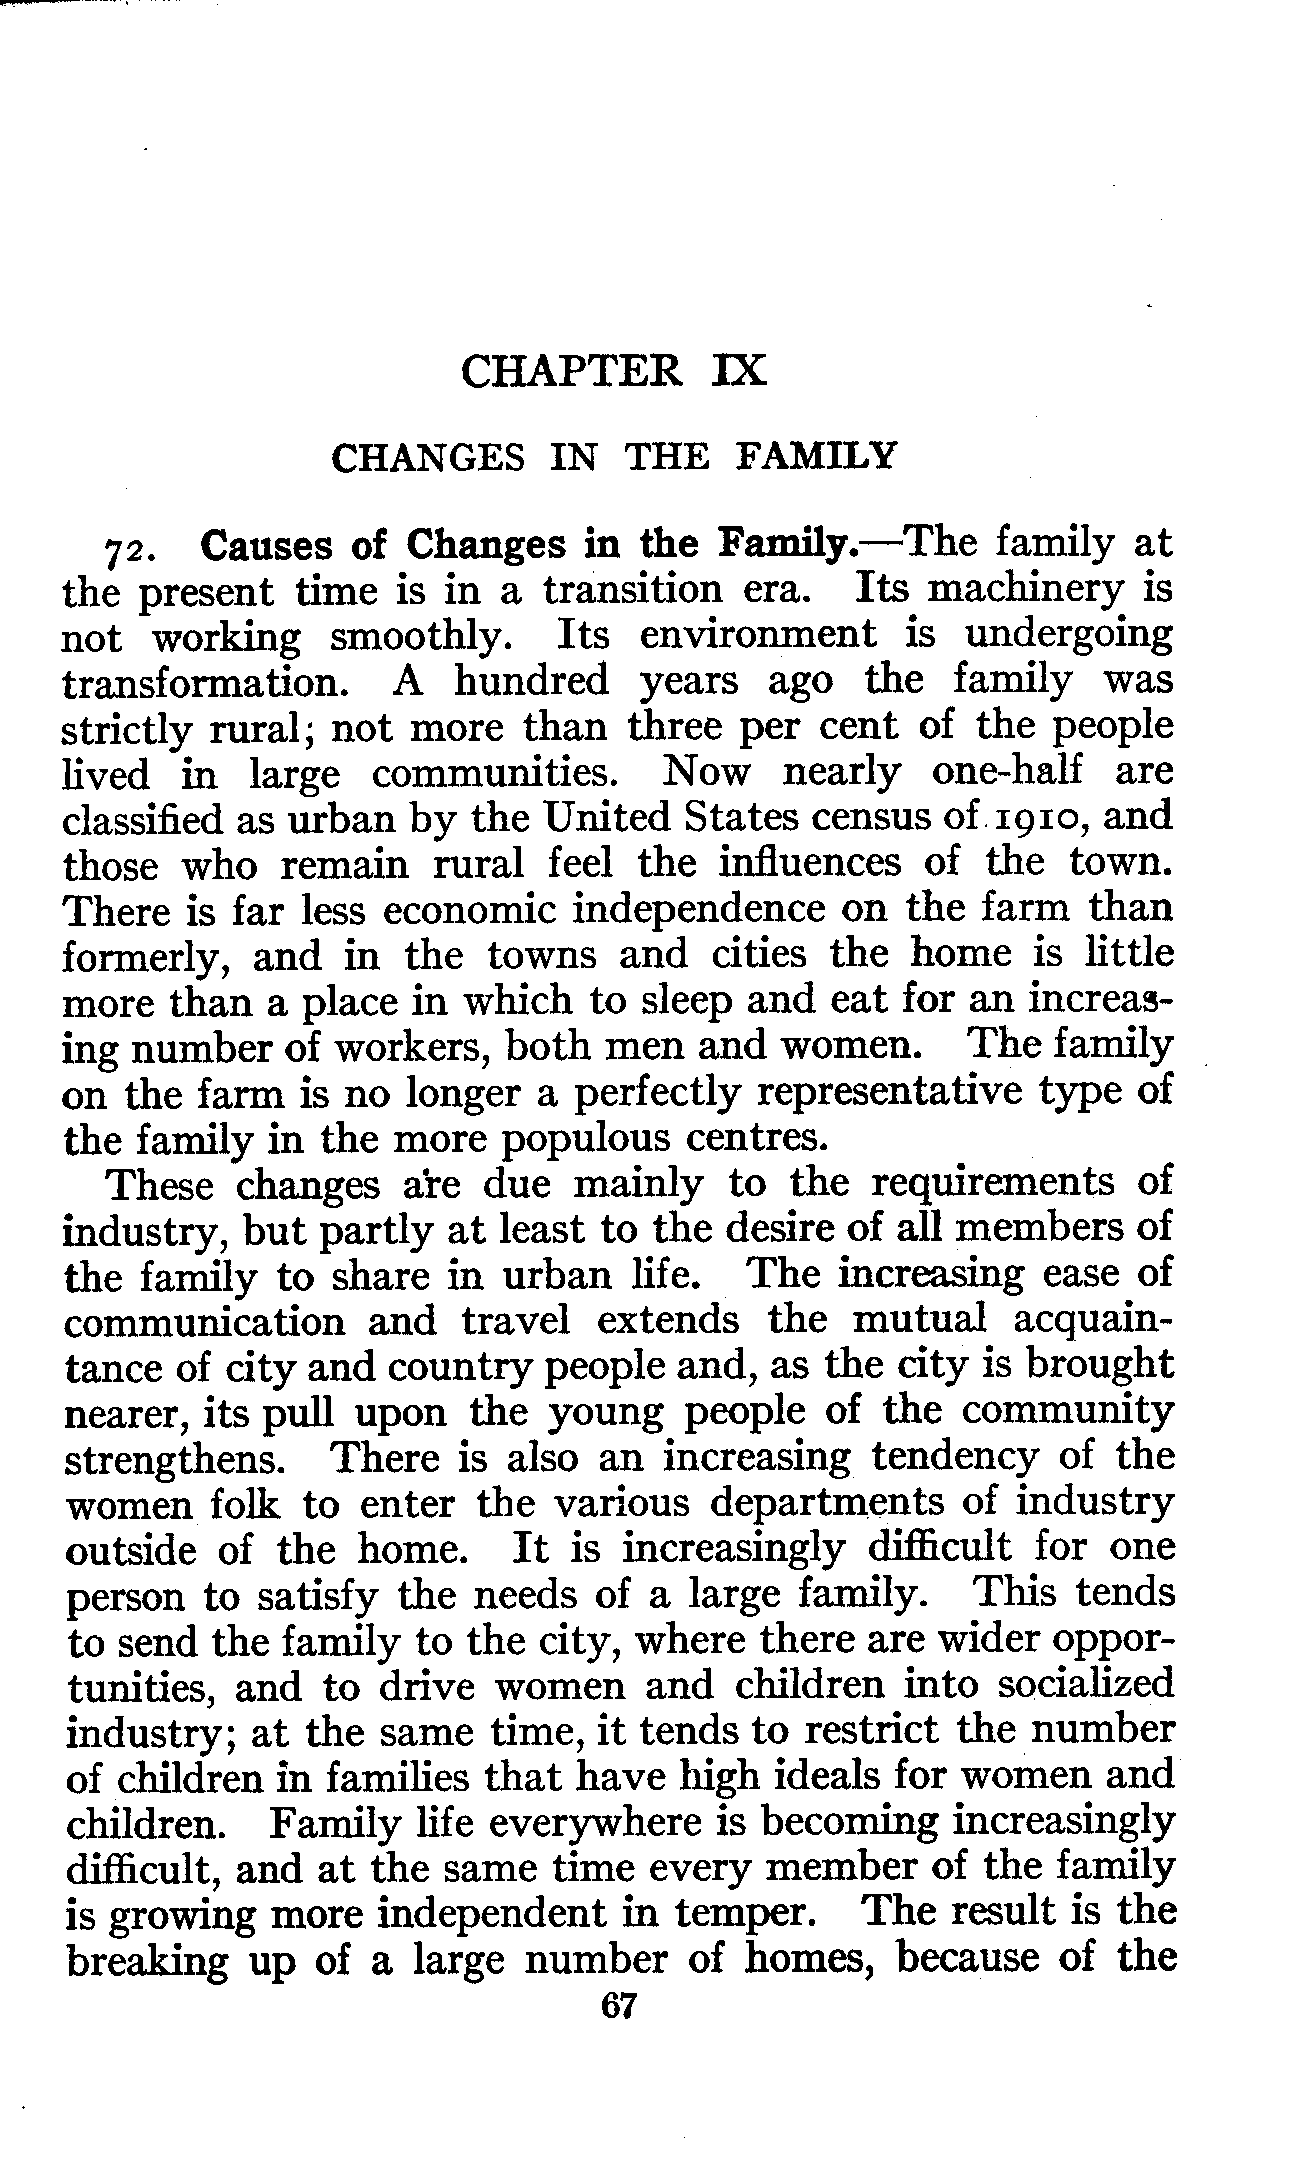 CHAPTER IX
CHANGES IN THE FAMILY
72. Causes of Changes in the Family.—The family at
the present time is in a transition era. Its machinery is
not working smoothly. Its environment is undergoing
transformation. A hundred years ago the family was
strictly rural; not more than three per cent of the people
lived in large communities. Now nearly one-half are
classified as urban by the United States census of 1910, and
those who remain rural feel the influences of the town.
There is far less economic independence on the farm than
formerly, and in the towns and cities the home is little
more than a place in which to sleep and eat for an increas-
ing number of workers, both men and women. The family
on the farm is no longer a perfectly representative type of
the family in the more populous centres.
These changes are due mainly to the requirements of
industry, but partly at least to the desire of all members of
the family to share in urban life. The increasing ease of
communication and travel extends the mutual acquain-
tance of city and country people and, as the city is brought
nearer, its pull upon the young people of the community
strengthens. There is also an increasing tendency of the
women folk to enter the various departments of industry
outside of the home. It is increasingly difficult for one
person to satisfy the needs of a large family. This tends
to send the family to the city, where there are wider oppor-
tunities, and to drive women and children into socialized
industry; at the same time, it tends to restrict the number
of children in families that have high ideals for women and
children. Family life everywhere is becoming increasingly
difficult, and at the same time every member of the family
is growing more independent in temper. The result is the
breaking up of a large number of homes, because of the
67